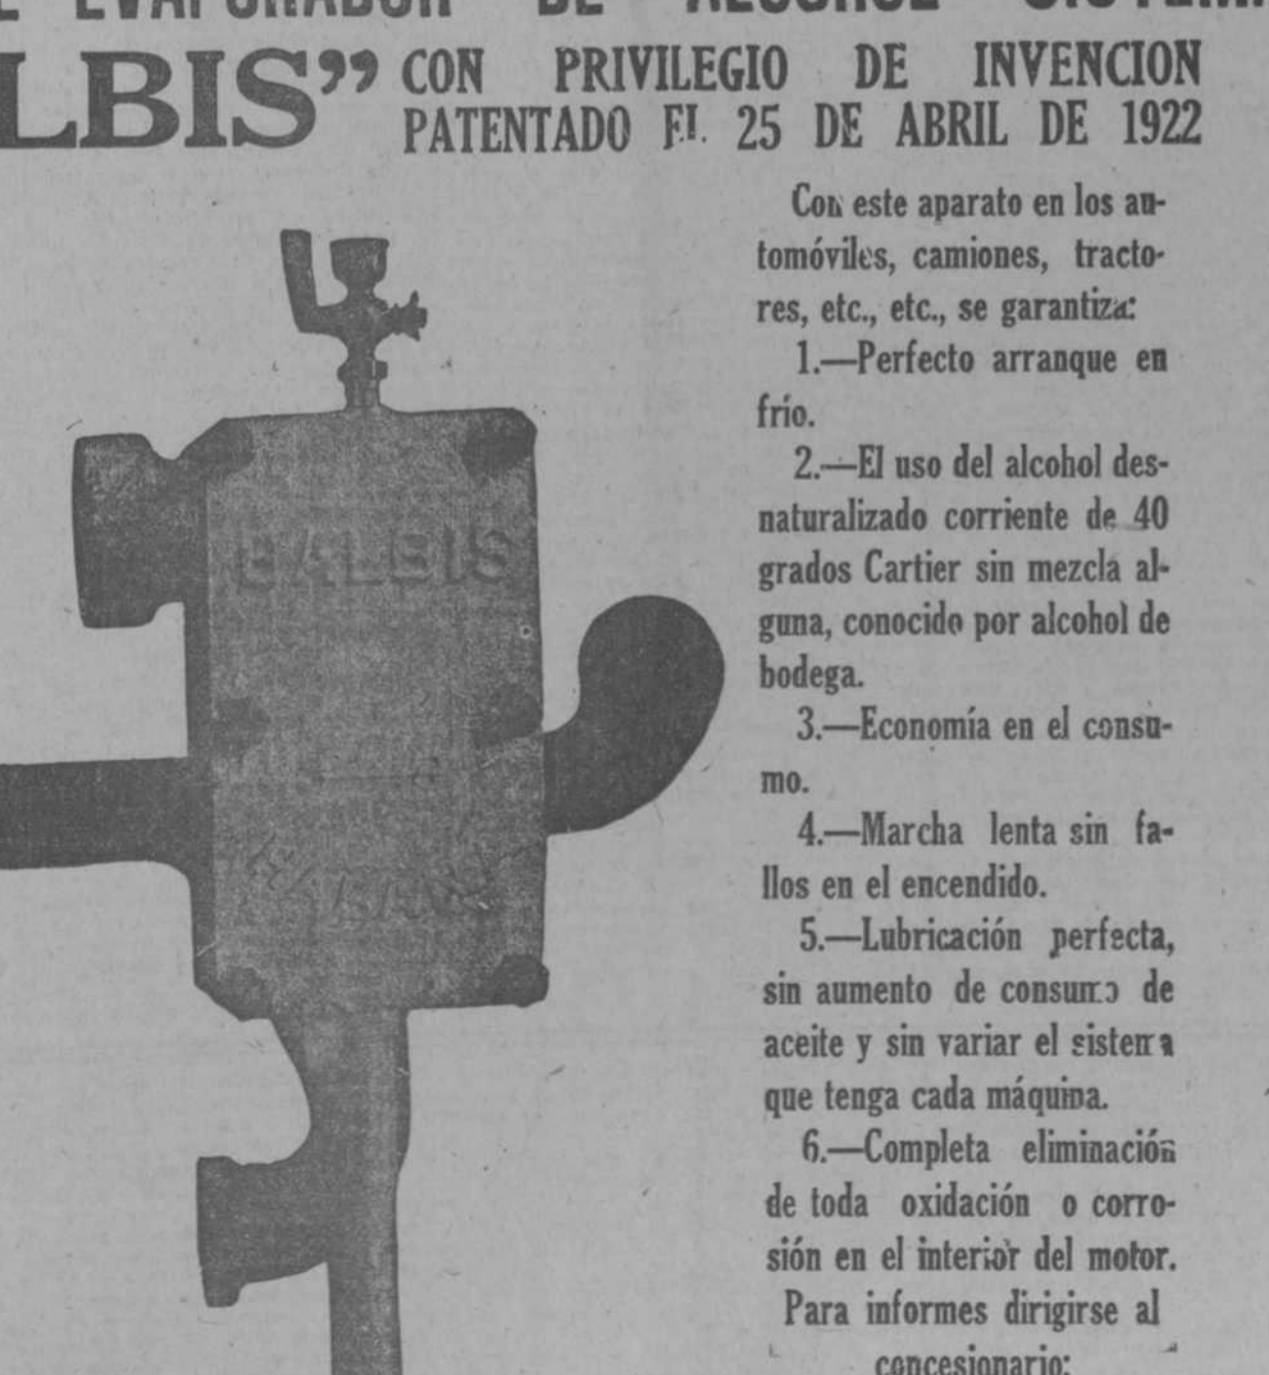 EVAPORADOR DE ALCOHOL SISTEMA
LBIS” CON PRIVILEGIO DE INVENCION
PATENTADO EL 25 DE ABRIL DE 1922
Con este aparato en los au-
tomóviles, camiones, tracto-
res, etc., etc., se garantiza:
1.—Perfecto arranque en
frío.
2.—El uso del alcohol des-
naturalizado corriente de 40
grados Cartier sin mezcla al-
guna, conocido por alcohol de
bodega.
3.—Economía en el consu-
mo.
4.—Marcha lenta sin fa-
llos en el encendido.
5.—Lubricación perfecta,
sin aumento de consumo de
aceite y sin variar el sistema
que tenga cada máquina.
6.—Completa eliminación
de toda oxidación o corro-
sión en el interior del motor.
Para informes dirigirse al
concesionario:
BALBIS